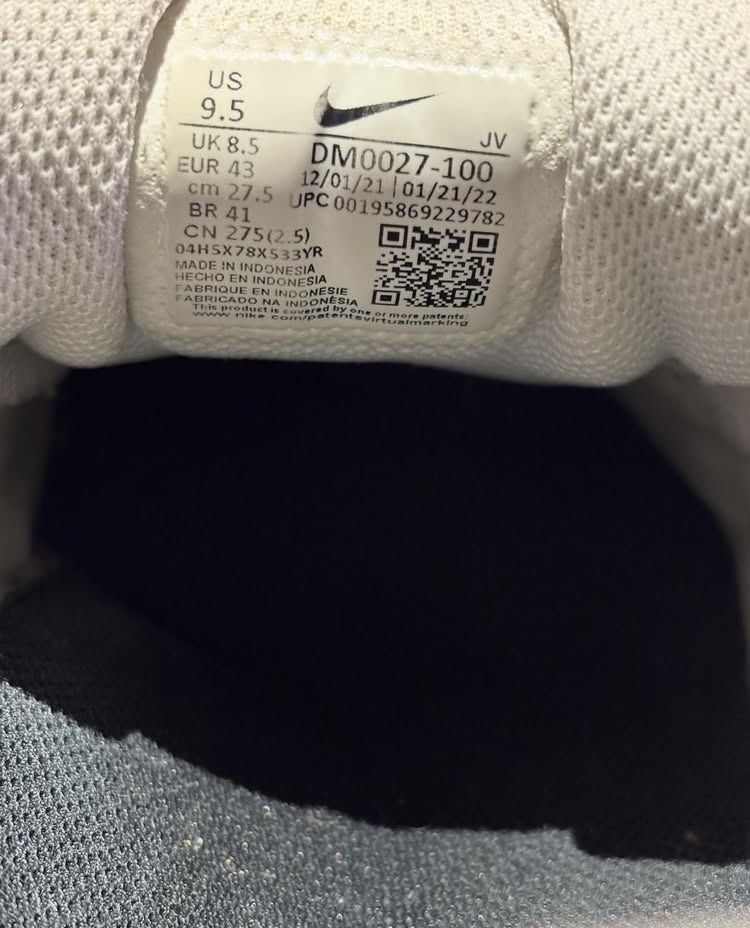 US
9.5
JV
UK 8.5
DM0027-100
EUR 43
12/01/21 | 01/21/22
cm 27.5
UPC 00195869229782
BR 41
CN 275(2.5)
04H5X78X533YR
MADE IN INDONESIA
HECHO EN INDONESIA
FABRIQUE EN INDONESIE
FABRICADO NA INDONÉSIA
This product is covered by one or more patents:
www.nike.com/patentsvirtualmarking